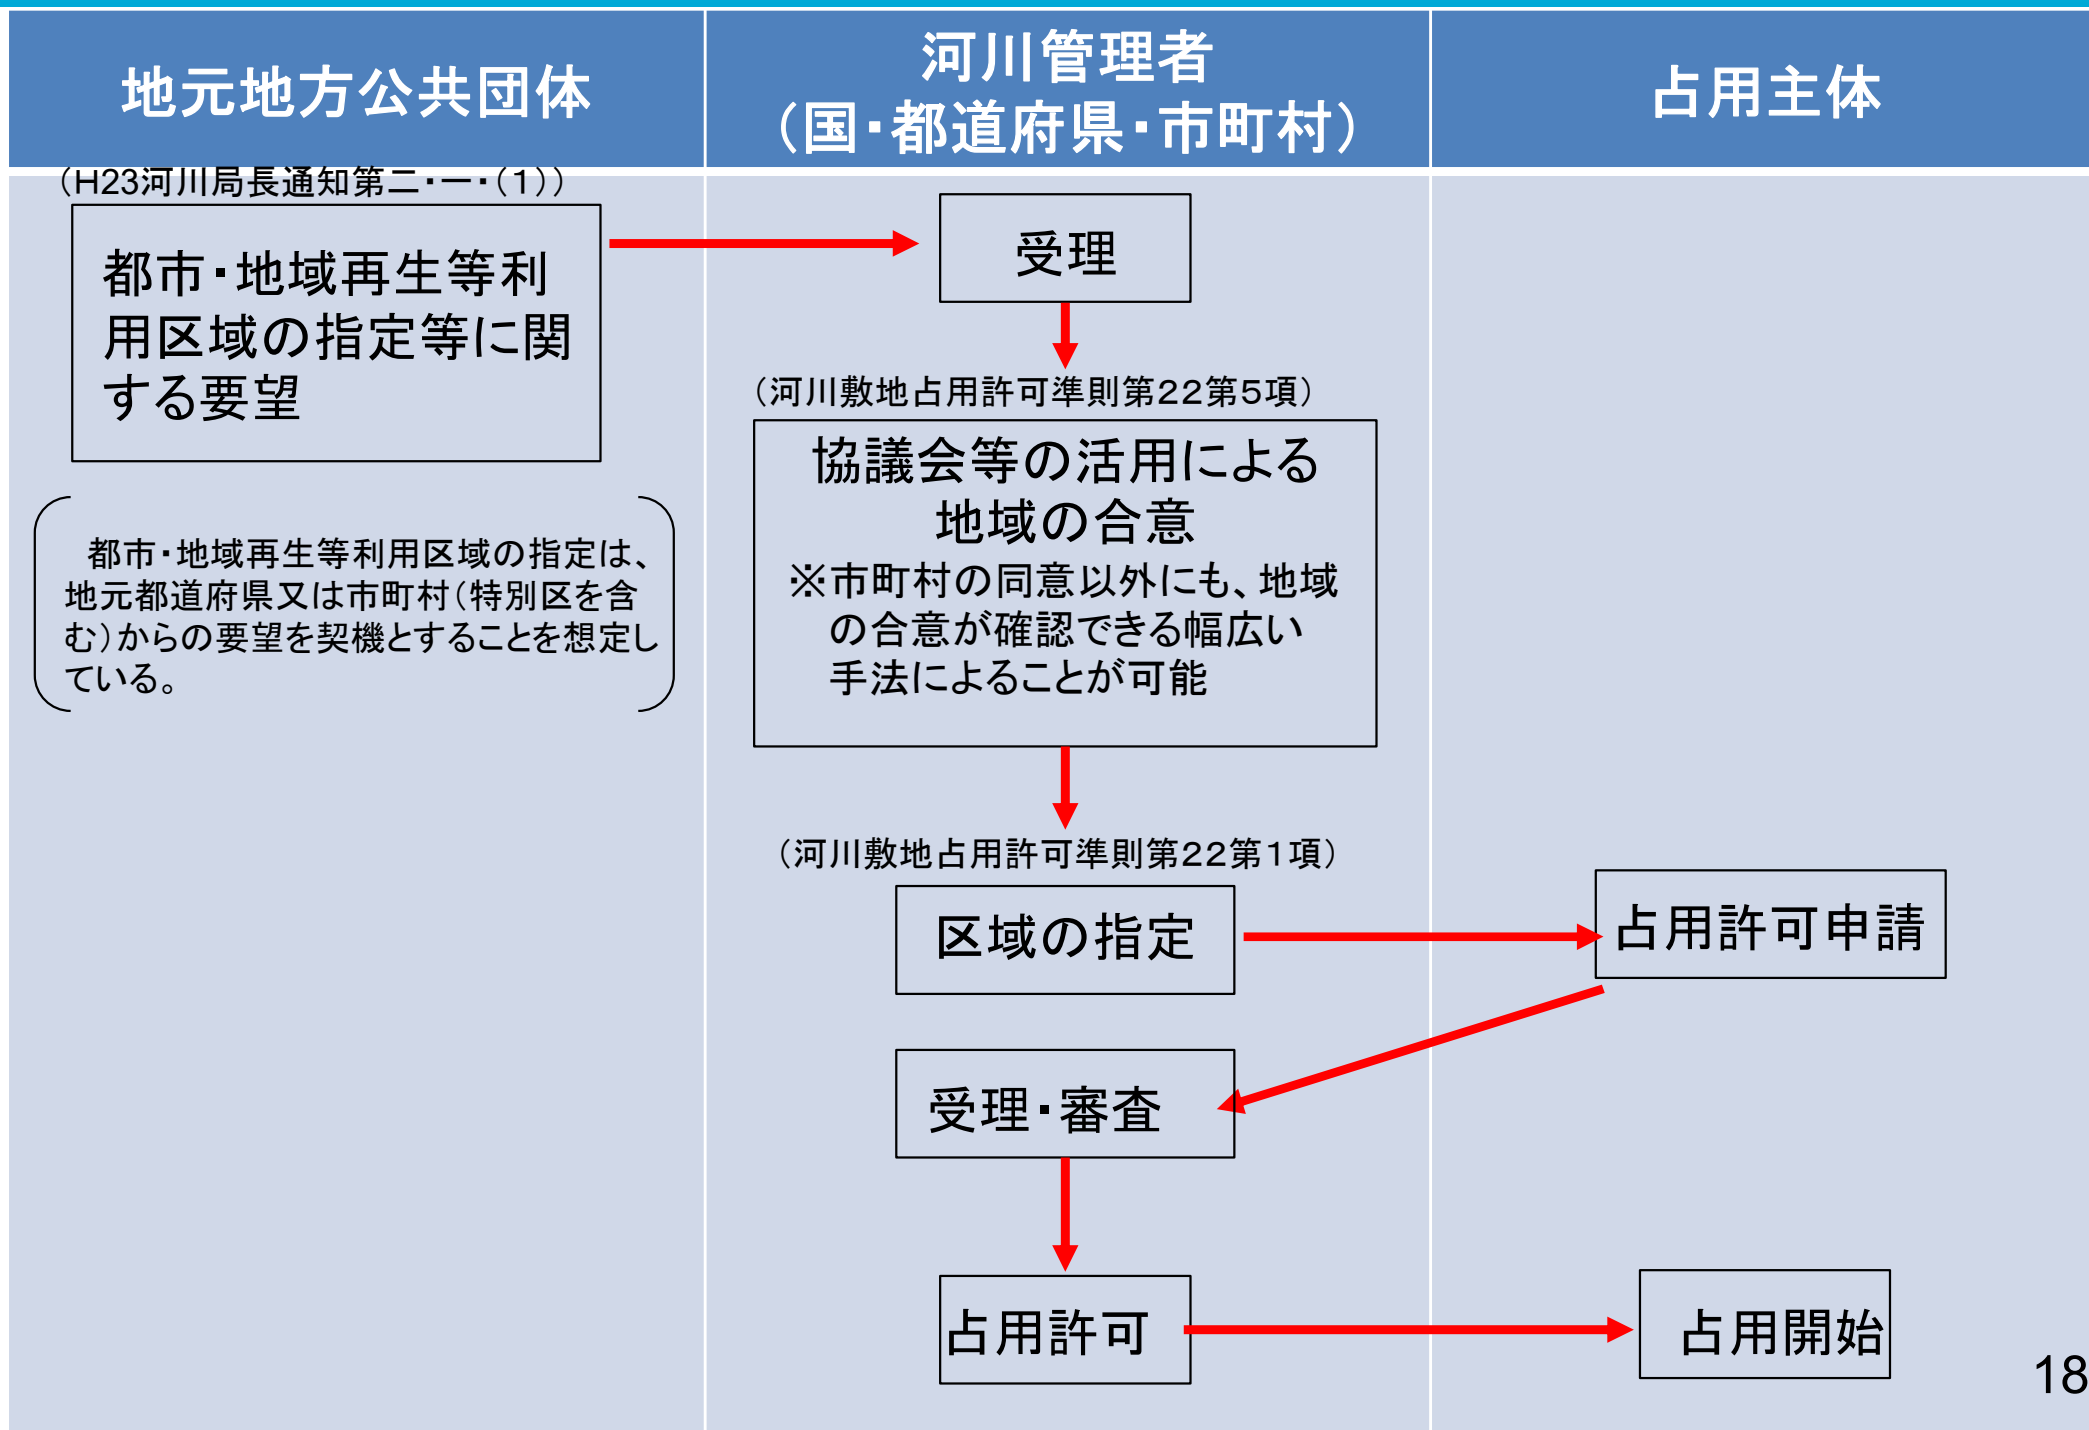 地元地方公共団体
河川管理者
（国・都道府県・市町村）
占用主体
（H23河川局長通知第二・一・（１））
都市・地域再生等利
用区域の指定等に関
する要望
都市・地域再生等利用区域の指定は、
地元都道府県又は市町村（特別区を含
む）からの要望を契機とすることを想定し
ている。
受理
（河川敷地占用許可準則第２２第５項）
協議会等の活用による
地域の合意
※市町村の同意以外にも、地域
の合意が確認できる幅広い
手法によることが可能
（河川敷地占用許可準則第２２第１項）
区域の指定
占用許可申請
受理・審査
占用許可
占用開始
18